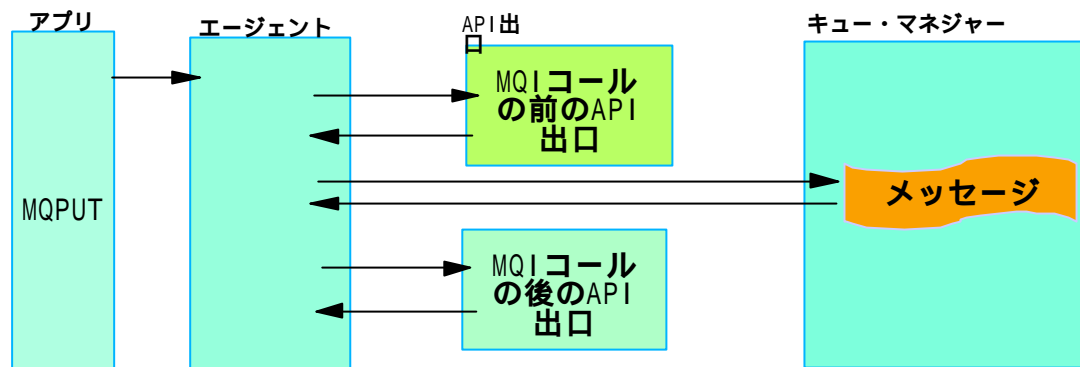 アプリ
エージェント
API出
口
キュー・マネジャー
MQIコール
の前のAPI
出口
MQPUT
メッセージ
MQIコール
の後のAPI
出口